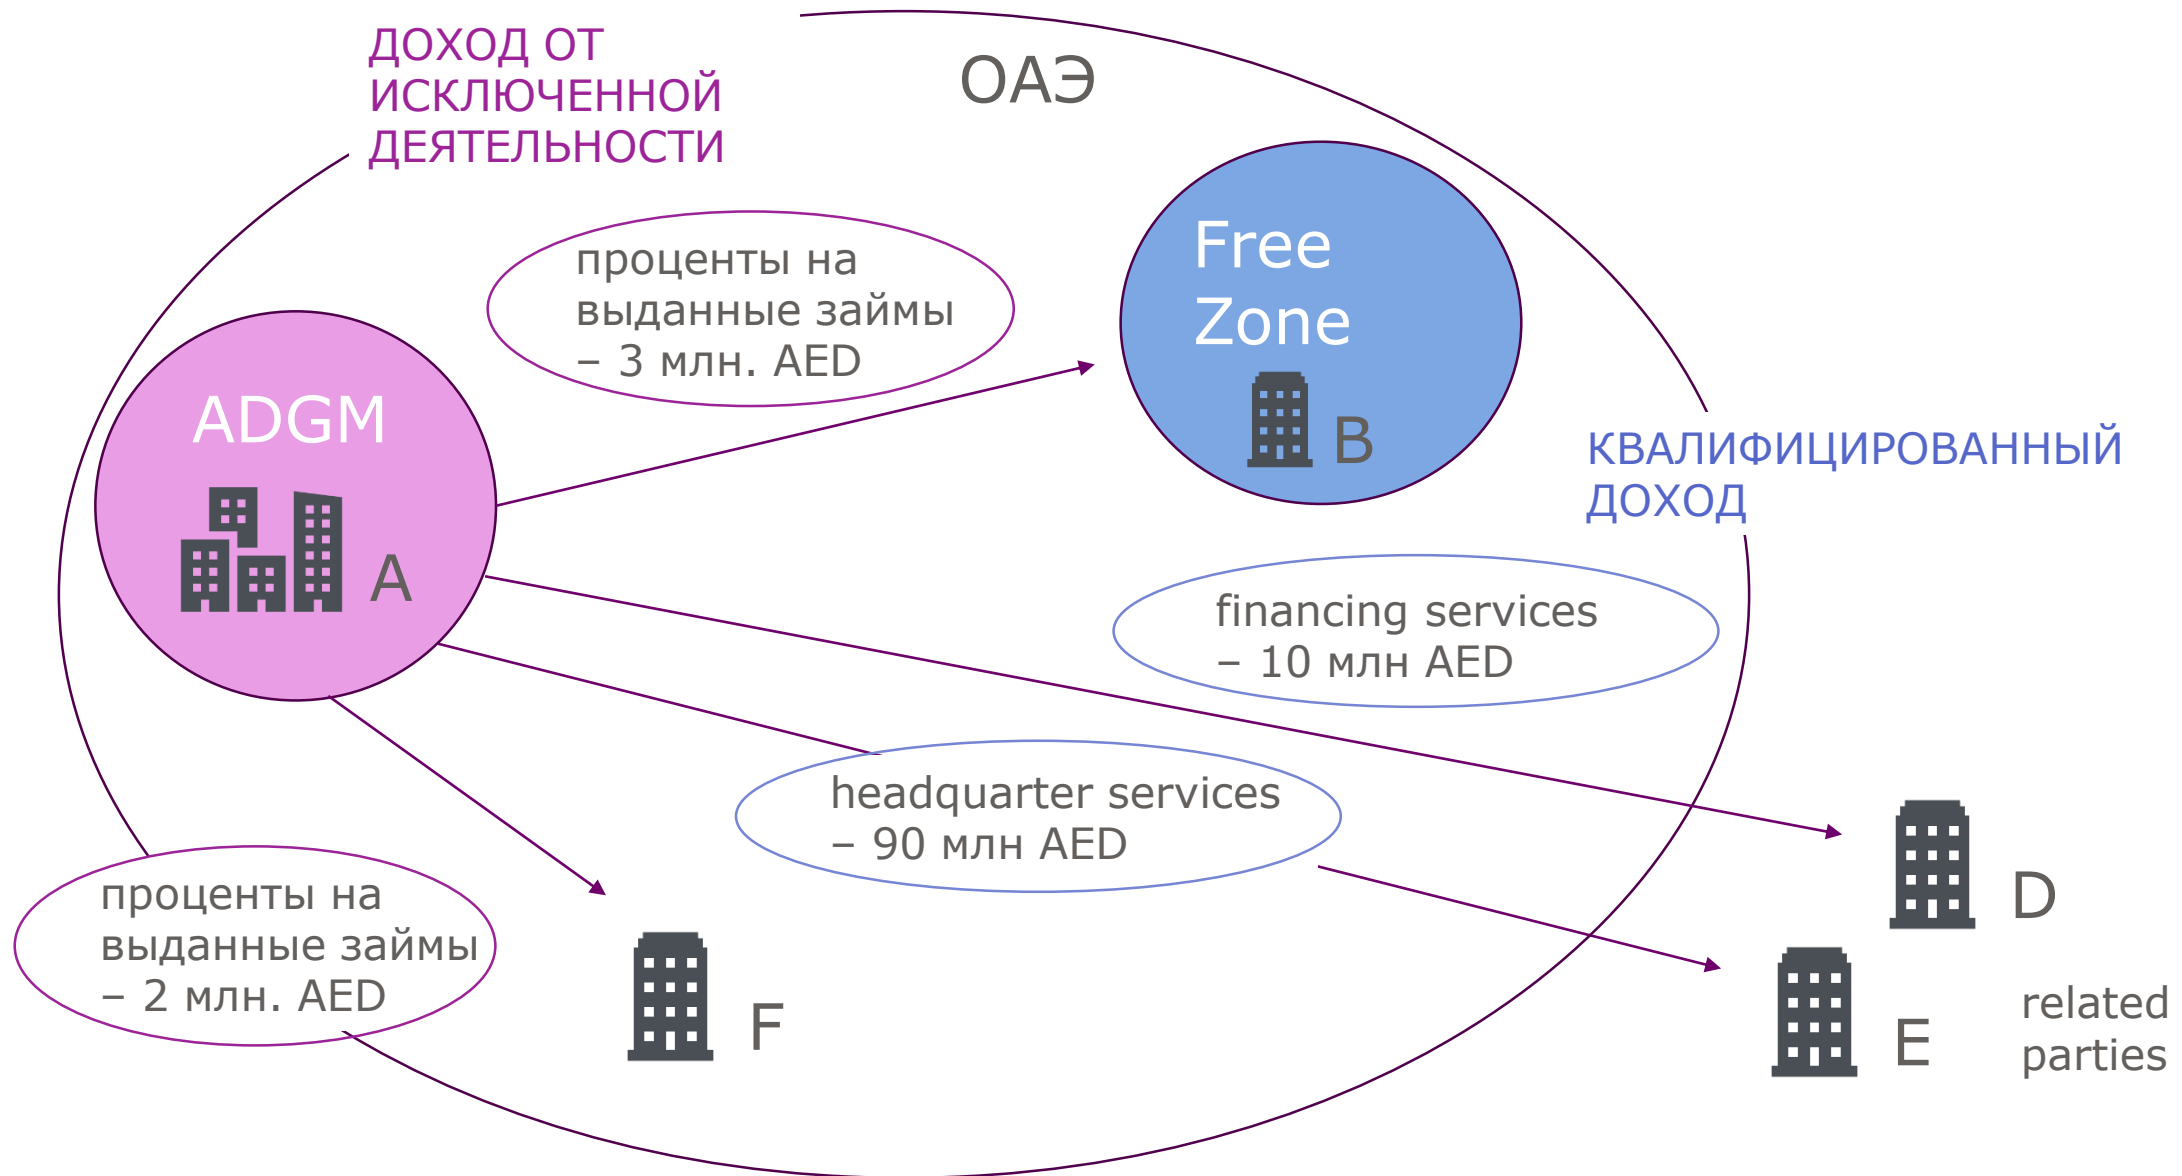 ДОХОД ОТ
ИСКЛЮЧЕННОЙ
ДЕЯТЕЛЬНОСТИ
ОАЭ
проценты на
выданные займы
– 3 млн. AED
Free
Zone
B
ADGM
A
КВАЛИФИЦИРОВАННЫЙ
ДОХОД
financing services
– 10 млн AED
headquarter services
– 90 млн AED
проценты на
выданные займы
– 2 млн. AED
F
D
E
related
parties